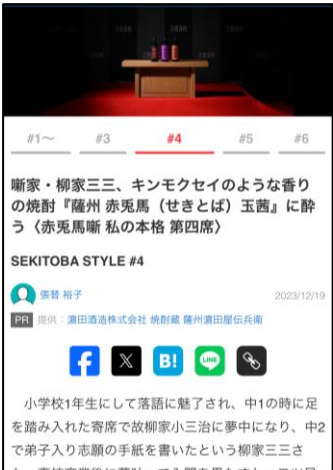 #1〜 #3 #4 #5 #6
噺家・柳家三三、キンモクセイのような香り
の焼酎『薩州 赤兎馬（せきとば）玉茜』に酔
う〈赤兎馬噺 私の本格 第四席〉
SEKITOBA STYLE #4
張替 裕子 2023/12/19
PR 提供：濵田酒造株式会社 焼酎蔵 薩州濵田屋伝兵衛
f X B! LINE
小学校1年生にして落語に魅了され、中1の時に足
を踏み入れた寄席で故柳家小三治に夢中になり、中2
で弟子入り志願の手紙を書いたという柳家三三さ